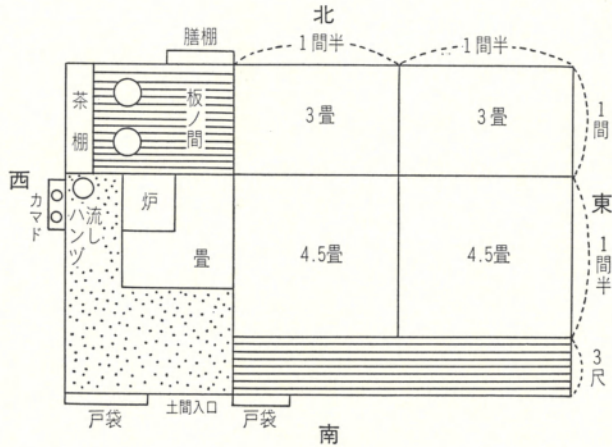 北
膳棚
1間半
1間半
茶棚
板ノ間
3畳
3畳
1間
西
カマド
流し
ハンヅ
炉
畳
4.5畳
4.5畳
東
1間半
3尺
戸袋
土間入口
戸袋
南